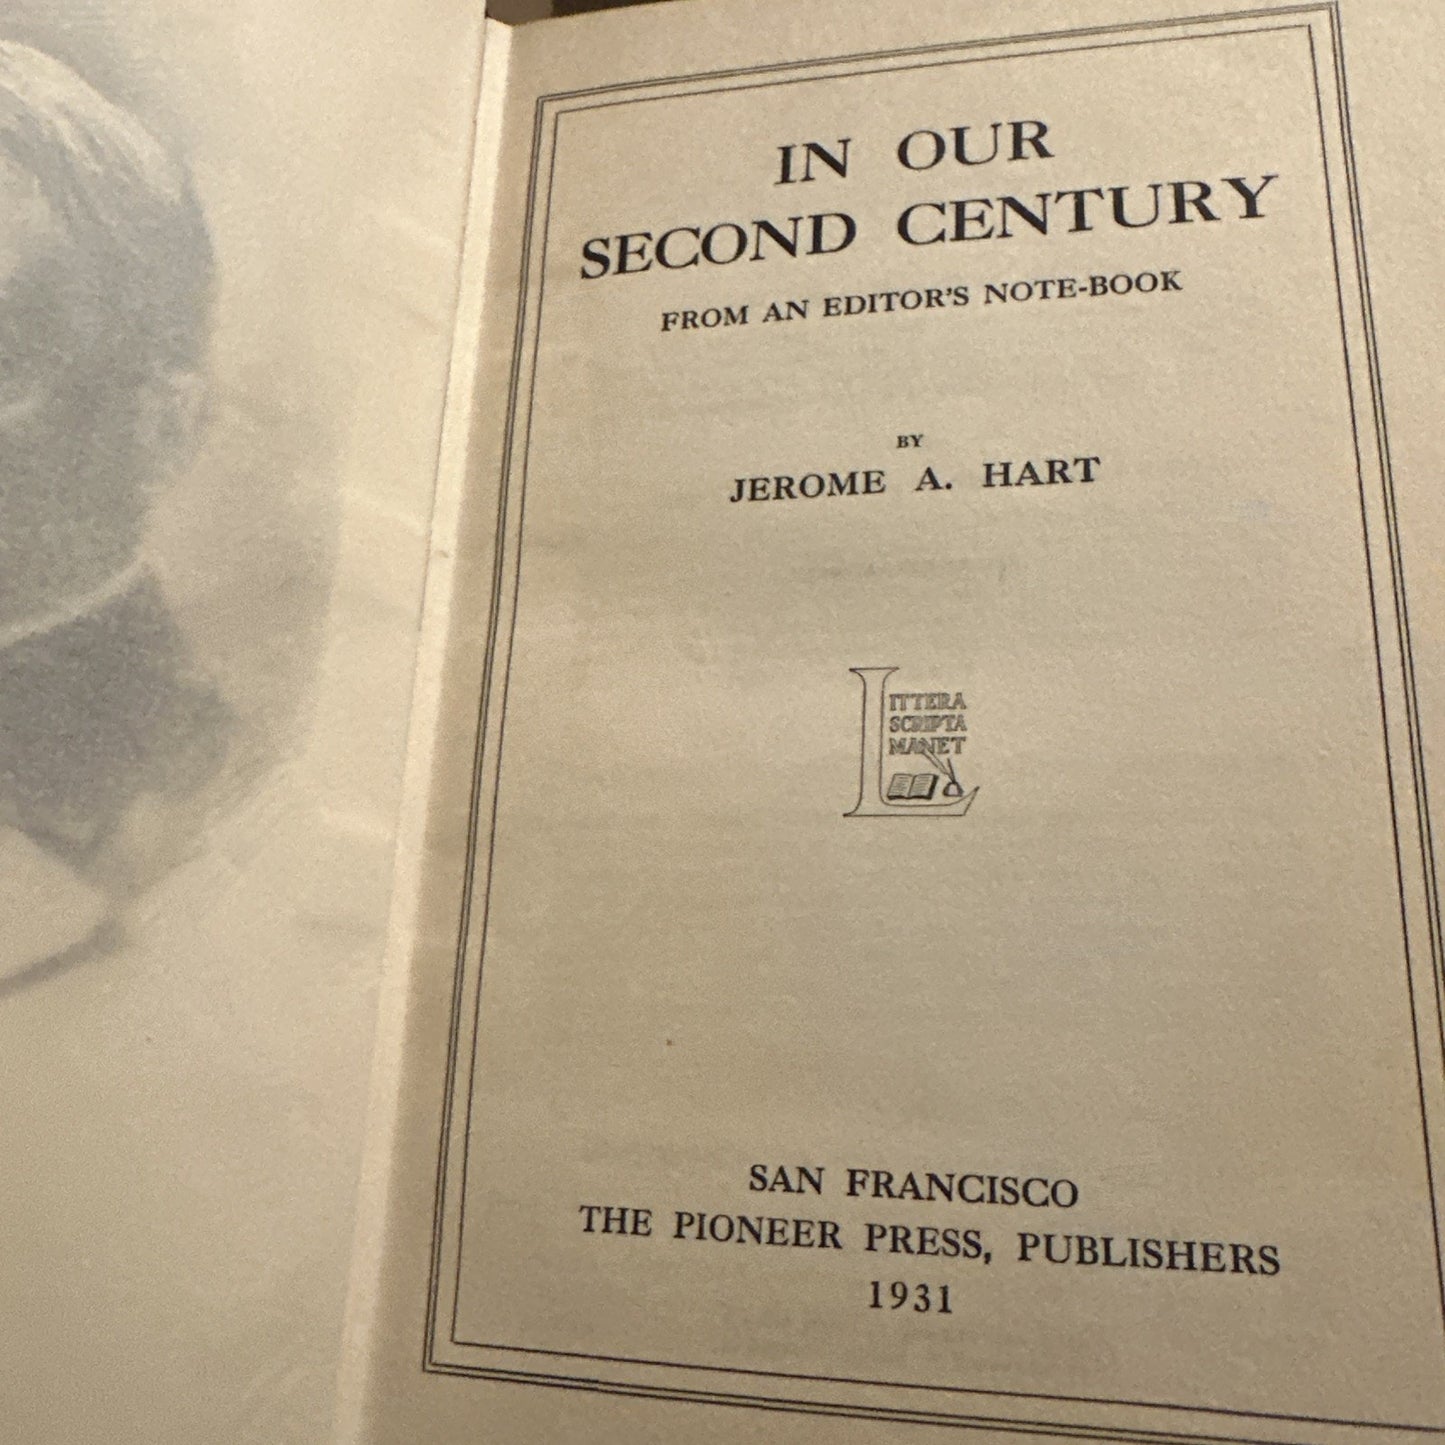 IN OUR
SECOND CENTURY
FROM AN EDITOR'S NOTE-BOOK
BY
JEROME A. HART
LITTERA
SCRIPTA
MANET
SAN FRANCISCO
THE PIONEER PRESS, PUBLISHERS
1931